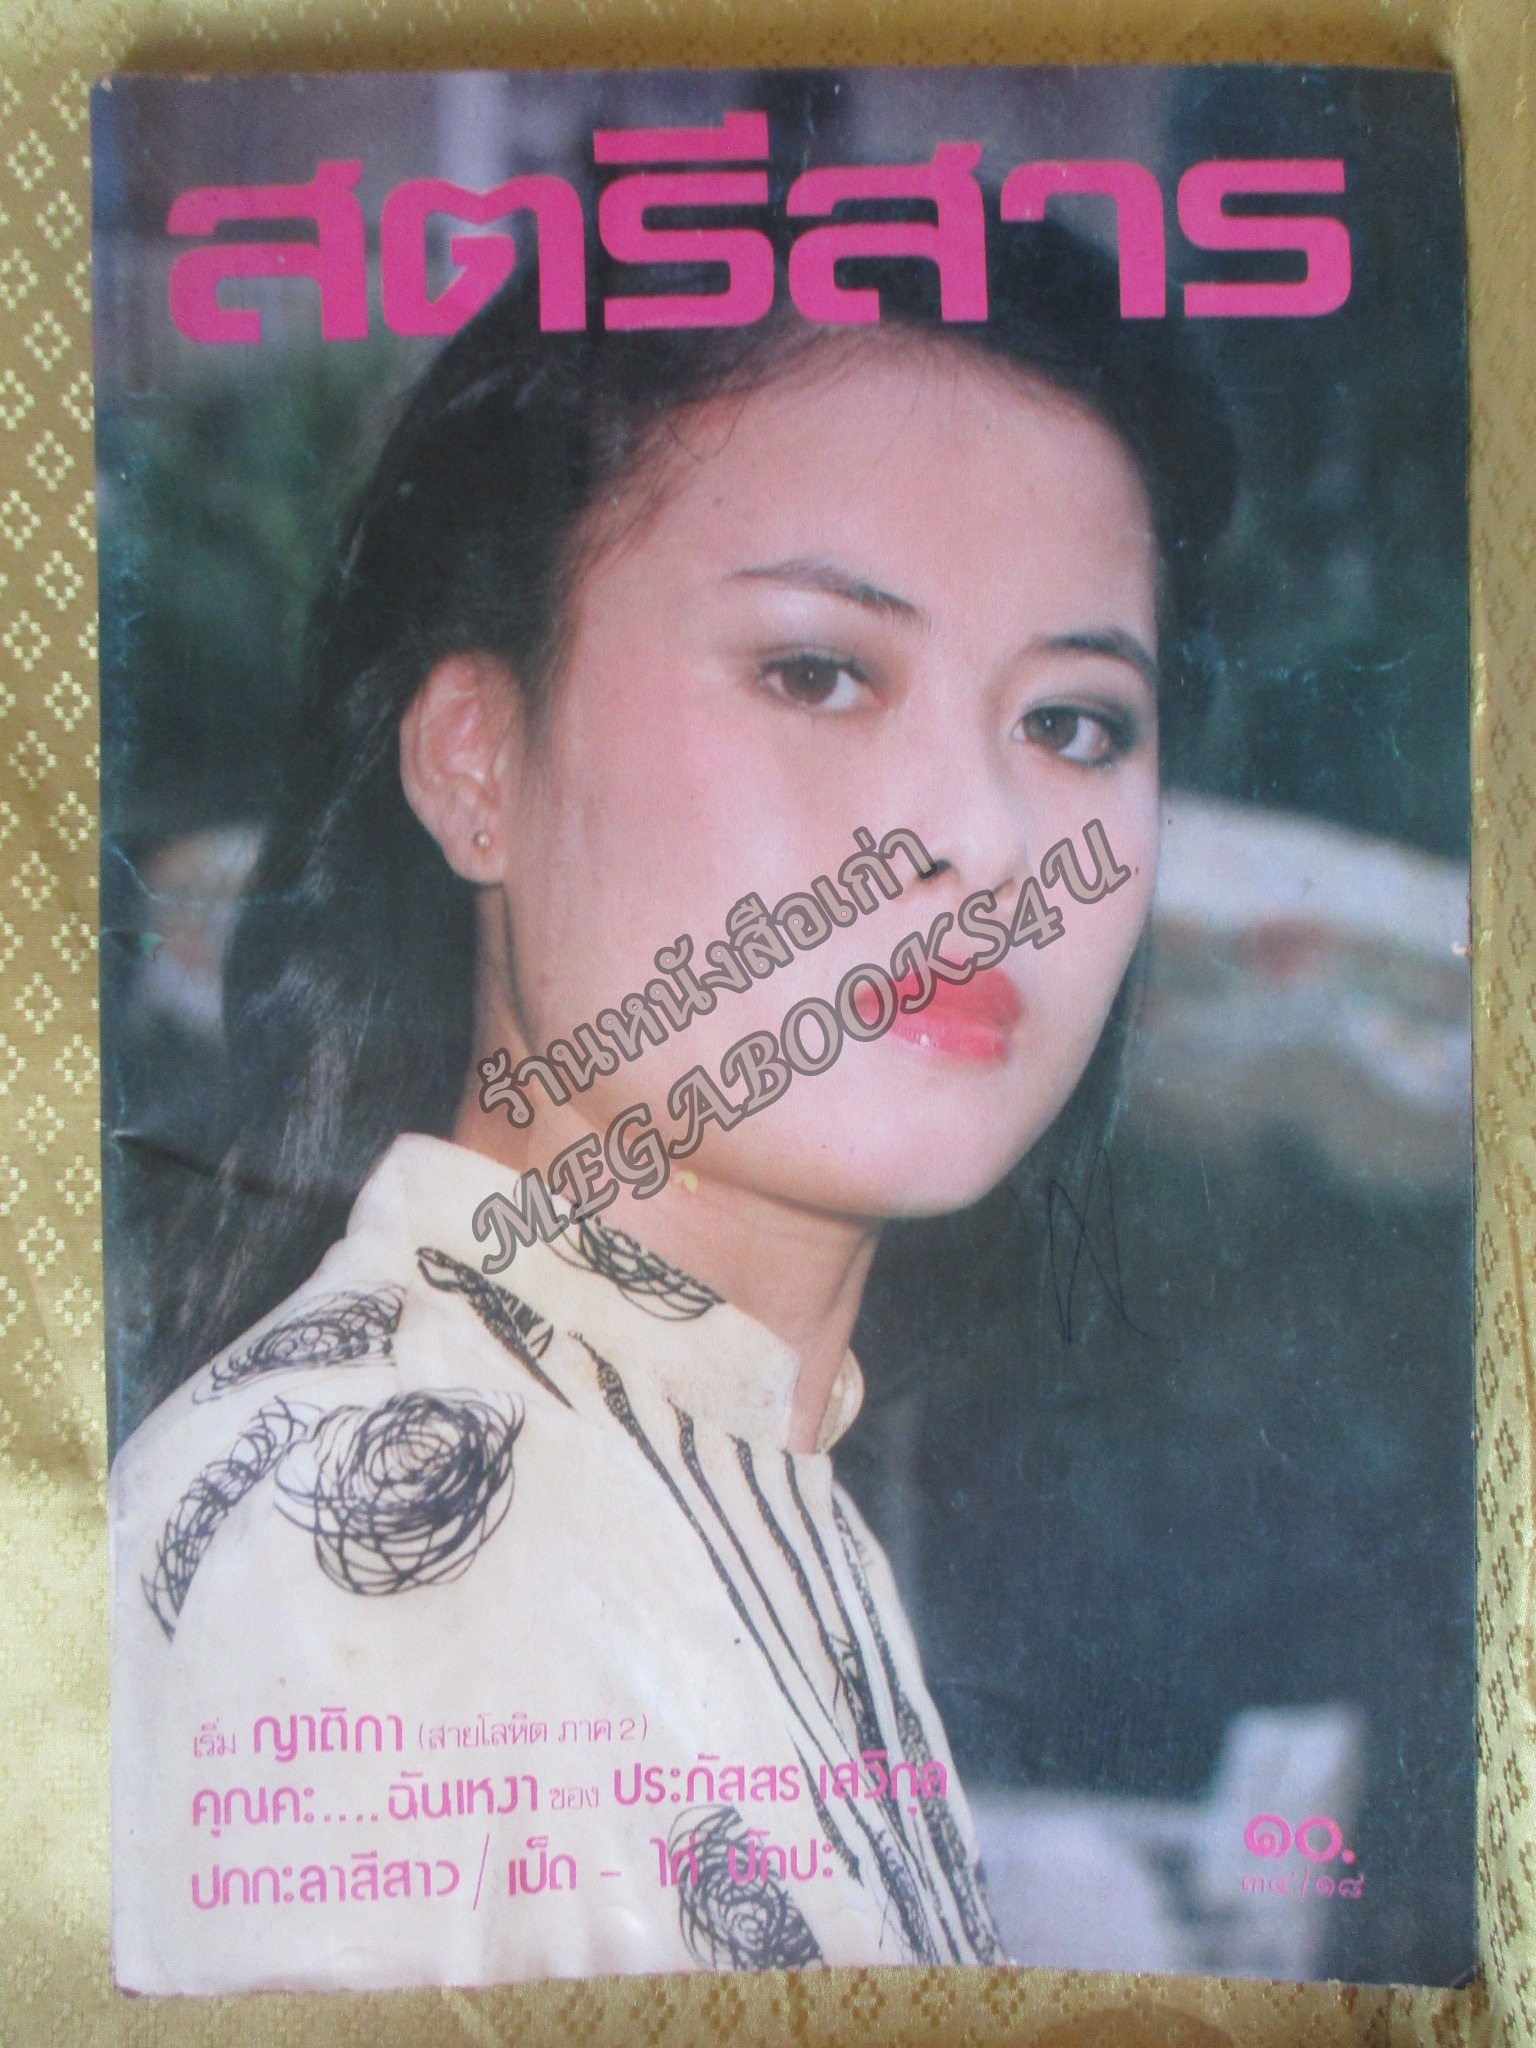 สตรีสาร
ร้านหนังสือเก่า
MEGABOOKS4U
เริ่ม ญาติกา (สายโลหิต ภาค 2)
คุณคะ.... ฉันเหงา ของ ประภัสสร เสวิกุล
ปกกะลาสีสาว / เป็ด - ไก่ ปักปะ
๑๐.
๓๕/๑๘